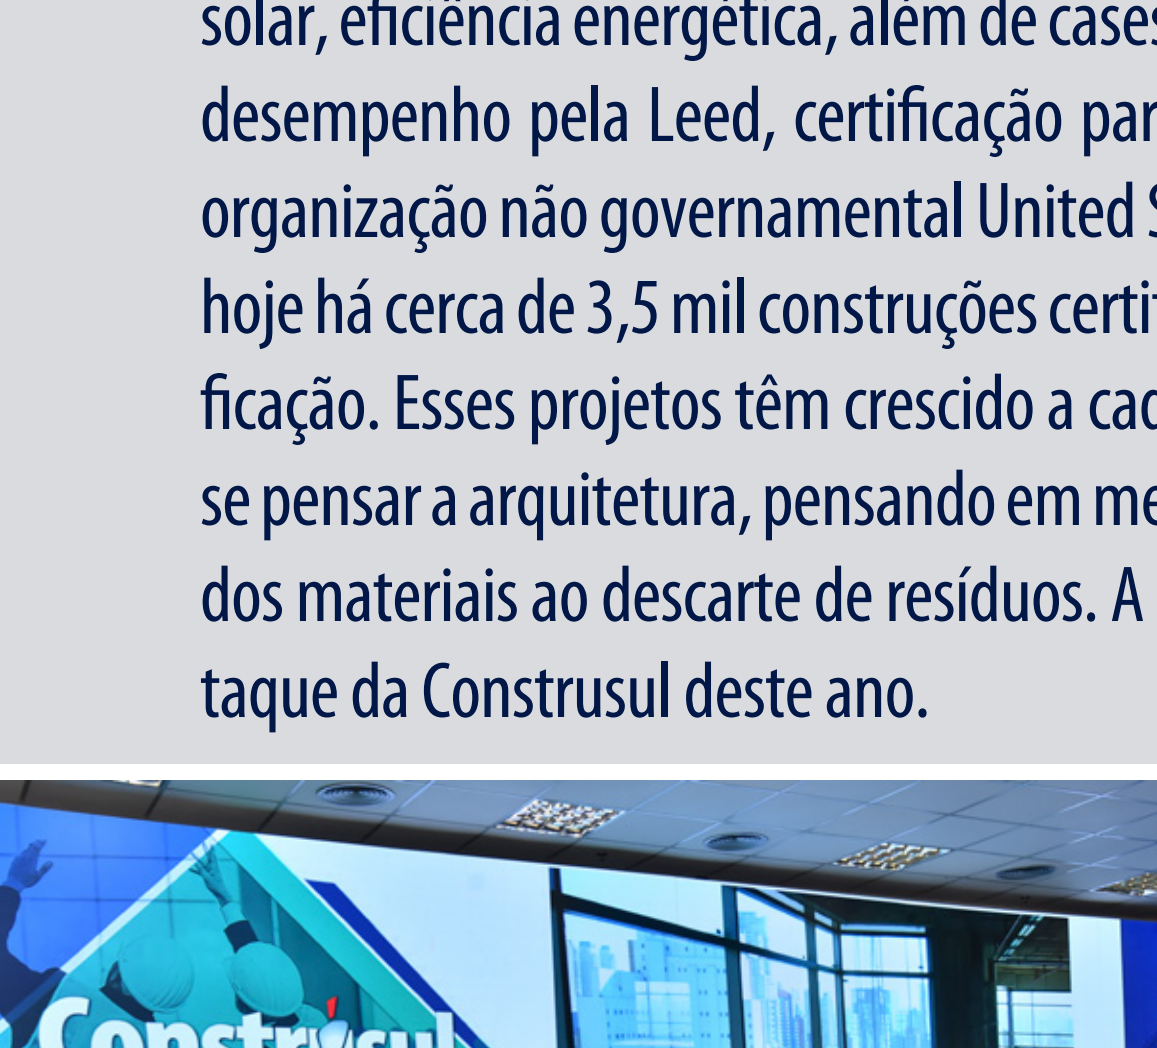 solar, eficiência energética, além de cases
desempenho pela Leed, certificação par
organização não governamental United S
hoje há cerca de 3,5 mil construções certif
ficação. Esses projetos têm crescido a cad
se pensar a arquitetura, pensando em me
dos materiais ao descarte de resíduos. A
taque da Construsul deste ano.
Construsul